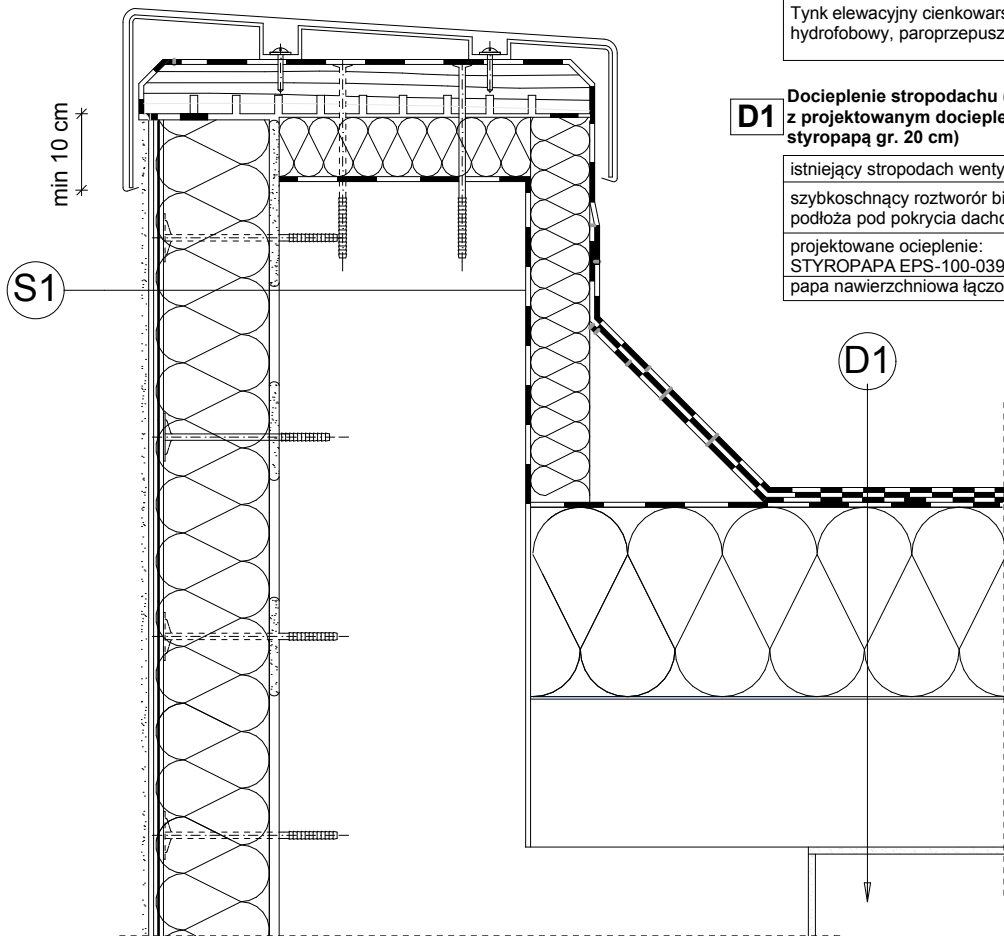 Tynk elewacyjny cienkowars
hydrofobowy, paroprzepusz
D1
Docieplenie stropodachu
z projektowanym dociepl
styropapą gr. 20 cm)
istniejący stropodach wenty
szybkoschnący roztwór bi
podłoża pod pokrycia dach
projektowane ocieplenie:
STYROPAPA EPS-100-039
papa nawierzchniowa łączo
min 10 cm
S1
D1